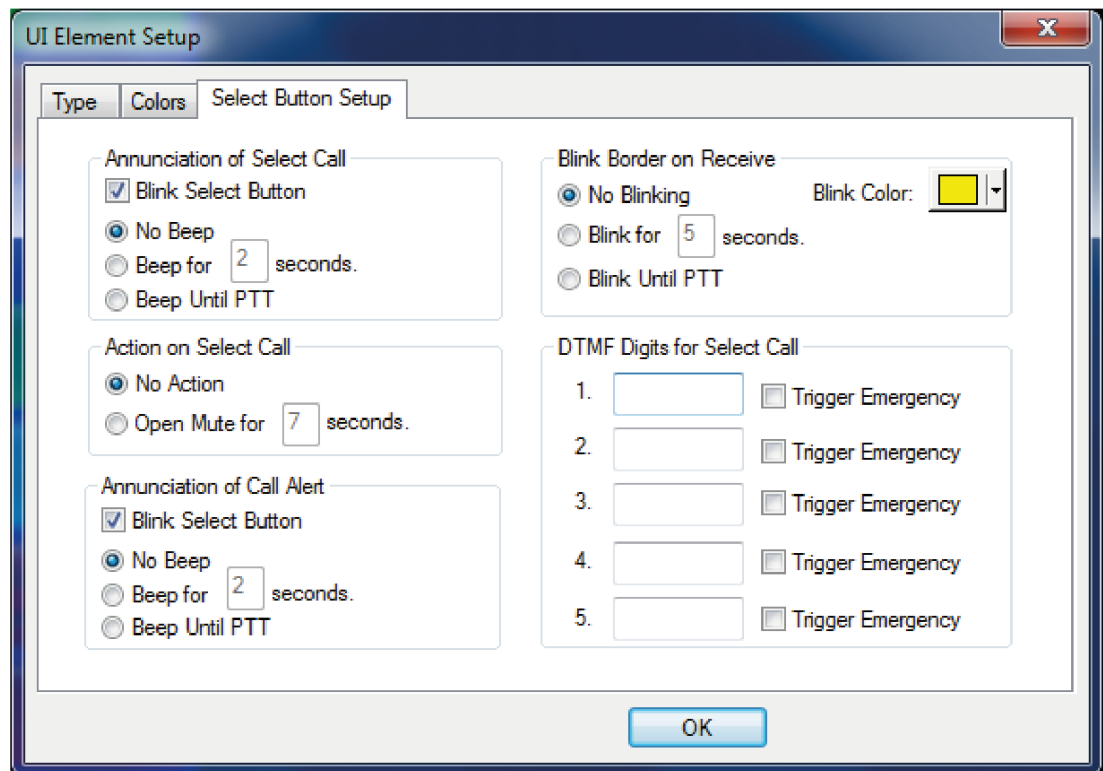 UI Element Setup
Type
Colors
Select Button Setup
Annunciation of Select Call
Blink Select Button
No Beep
Beep for 2 seconds.
Beep Until PTT
Action on Select Call
No Action
Open Mute for 7 seconds.
Annunciation of Call Alert
Blink Select Button
No Beep
Beep for 2 seconds.
Beep Until PTT
Blink Border on Receive
No Blinking
Blink Color:
Blink for 5 seconds.
Blink Until PTT
DTMF Digits for Select Call
1. Trigger Emergency
2. Trigger Emergency
3. Trigger Emergency
4. Trigger Emergency
5. Trigger Emergency
OK